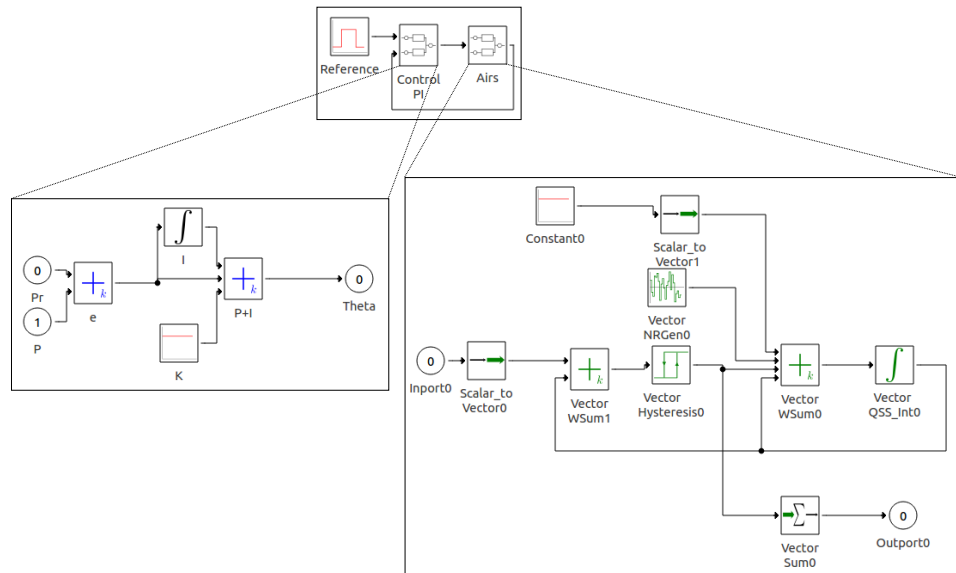 Reference
Control
PI
Airs
I
0
Pr
k
e
k
P+I
0
Theta
1
P
K
Constant0
Scalar_to
Vector1
Vector
NRGen0
0
Inport0
Scalar_to
Vector0
k
Vector
WSum1
Vector
Hysteresis0
k
Vector
WSum0
Vector
QSS_Int0
Σ
Vector
Sum0
0
Outport0